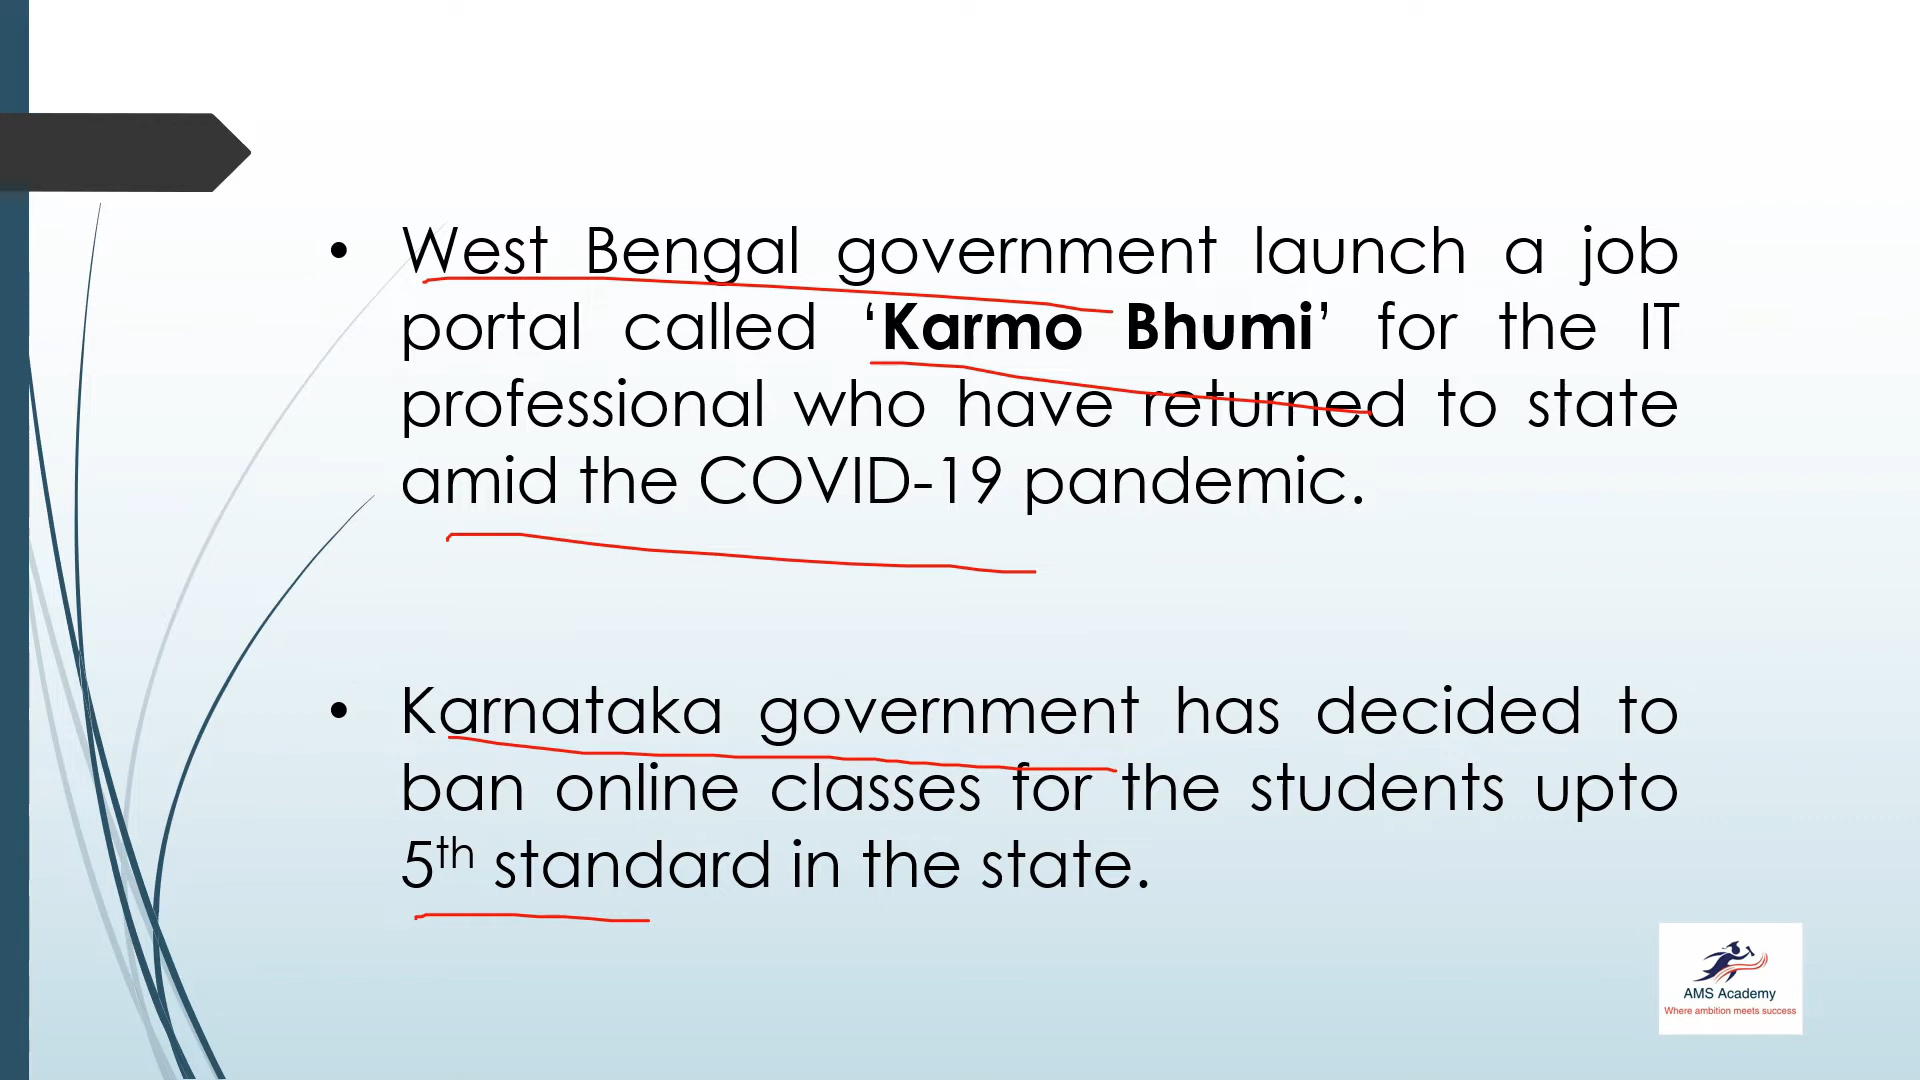 • West Bengal government launch a job
portal called ‘Karmo Bhumi’ for the IT
professional who have returned to state
amid the COVID-19 pandemic.
• Karnataka government has decided to
ban online classes for the students upto
5th standard in the state.
AMS Academy
Where ambition meets success